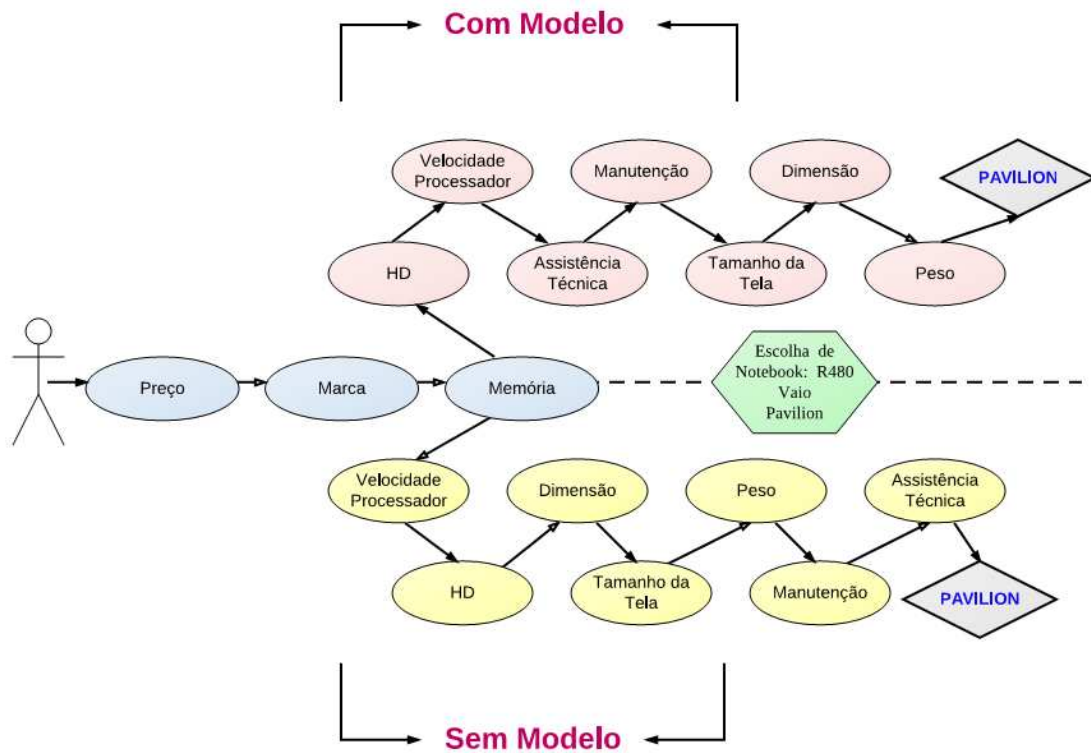 Com Modelo
Velocidade
Processador
Manutenção
Dimensão
PAVILION
HD
Assistência
Técnica
Tamanho da
Tela
Peso
Preço
Marca
Memória
Escolha de
Notebook: R480
Vaio
Pavilion
Velocidade
Processador
Dimensão
Peso
Assistência
Técnica
HD
Tamanho da
Tela
Manutenção
PAVILION
Sem Modelo